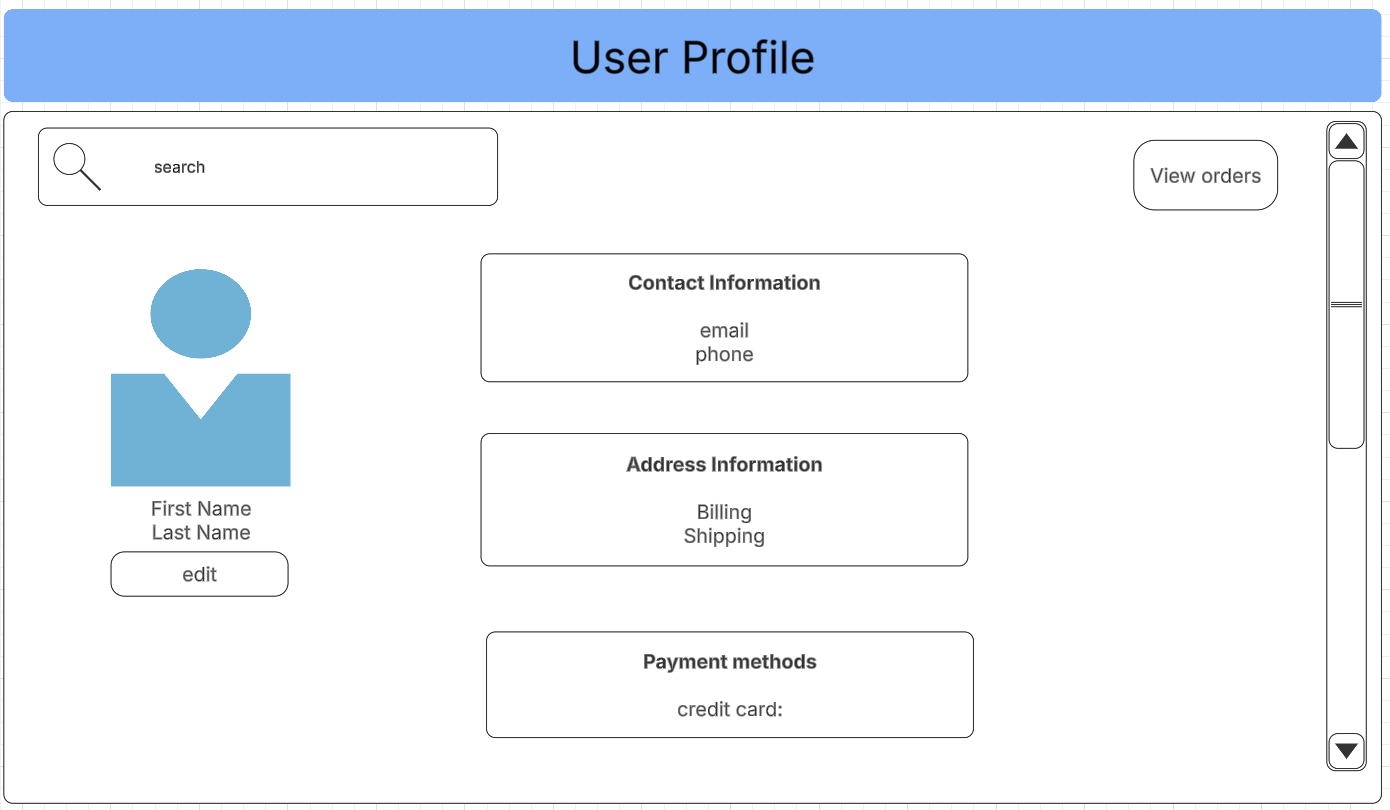 User Profile
search
View orders
Contact Information
email
phone
Address Information
Billing
Shipping
First Name
Last Name
edit
Payment methods
credit card: